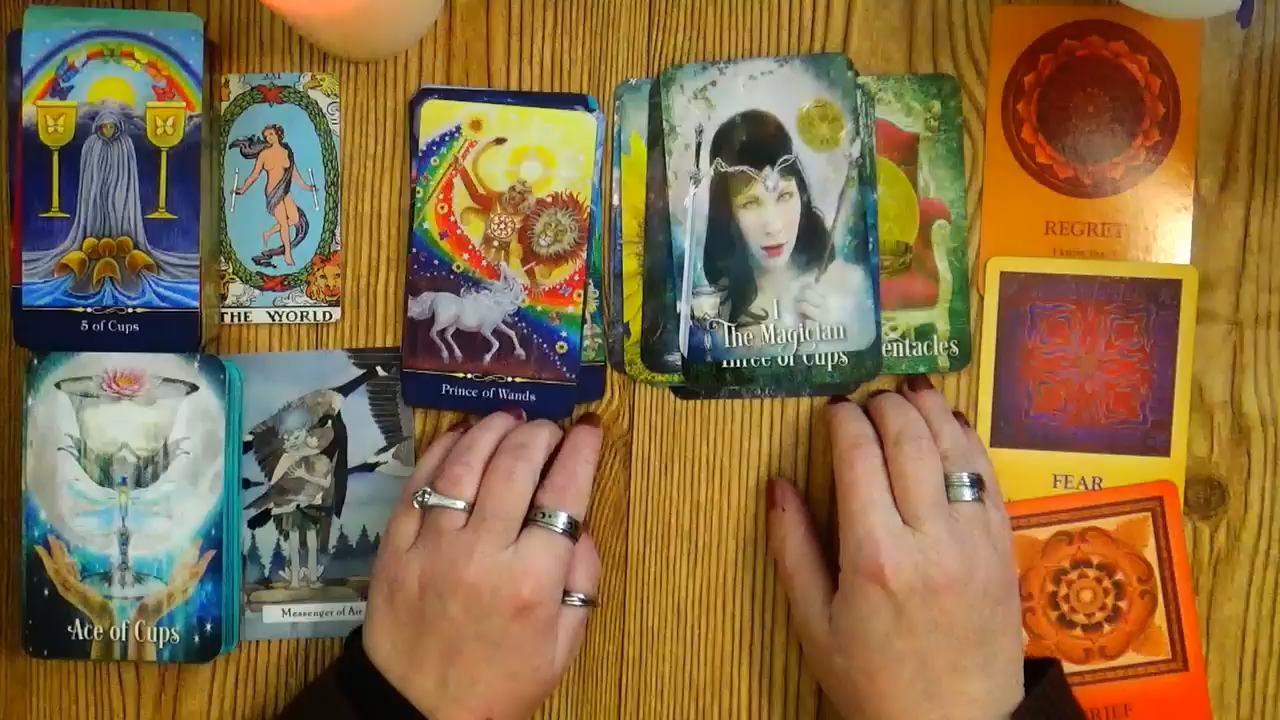 5 of Cups
THE WORLD
Prince of Wands
I
The Magician
Three of Cups
entacles
REGRET
FEAR
Ace of Cups
Messenger of Air
GRIEF